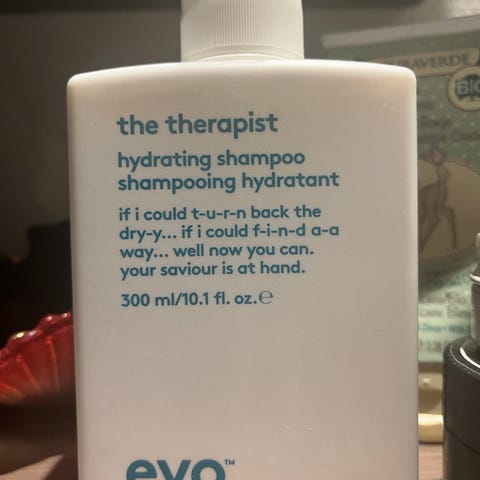 the therapist
hydrating shampoo
shampooing hydratant
if i could t-u-r-n back the
dry-y... if i could f-i-n-d a-a
way... well now you can.
your saviour is at hand.
300 ml/10.1 fl. oz.℮
evo™
BIO